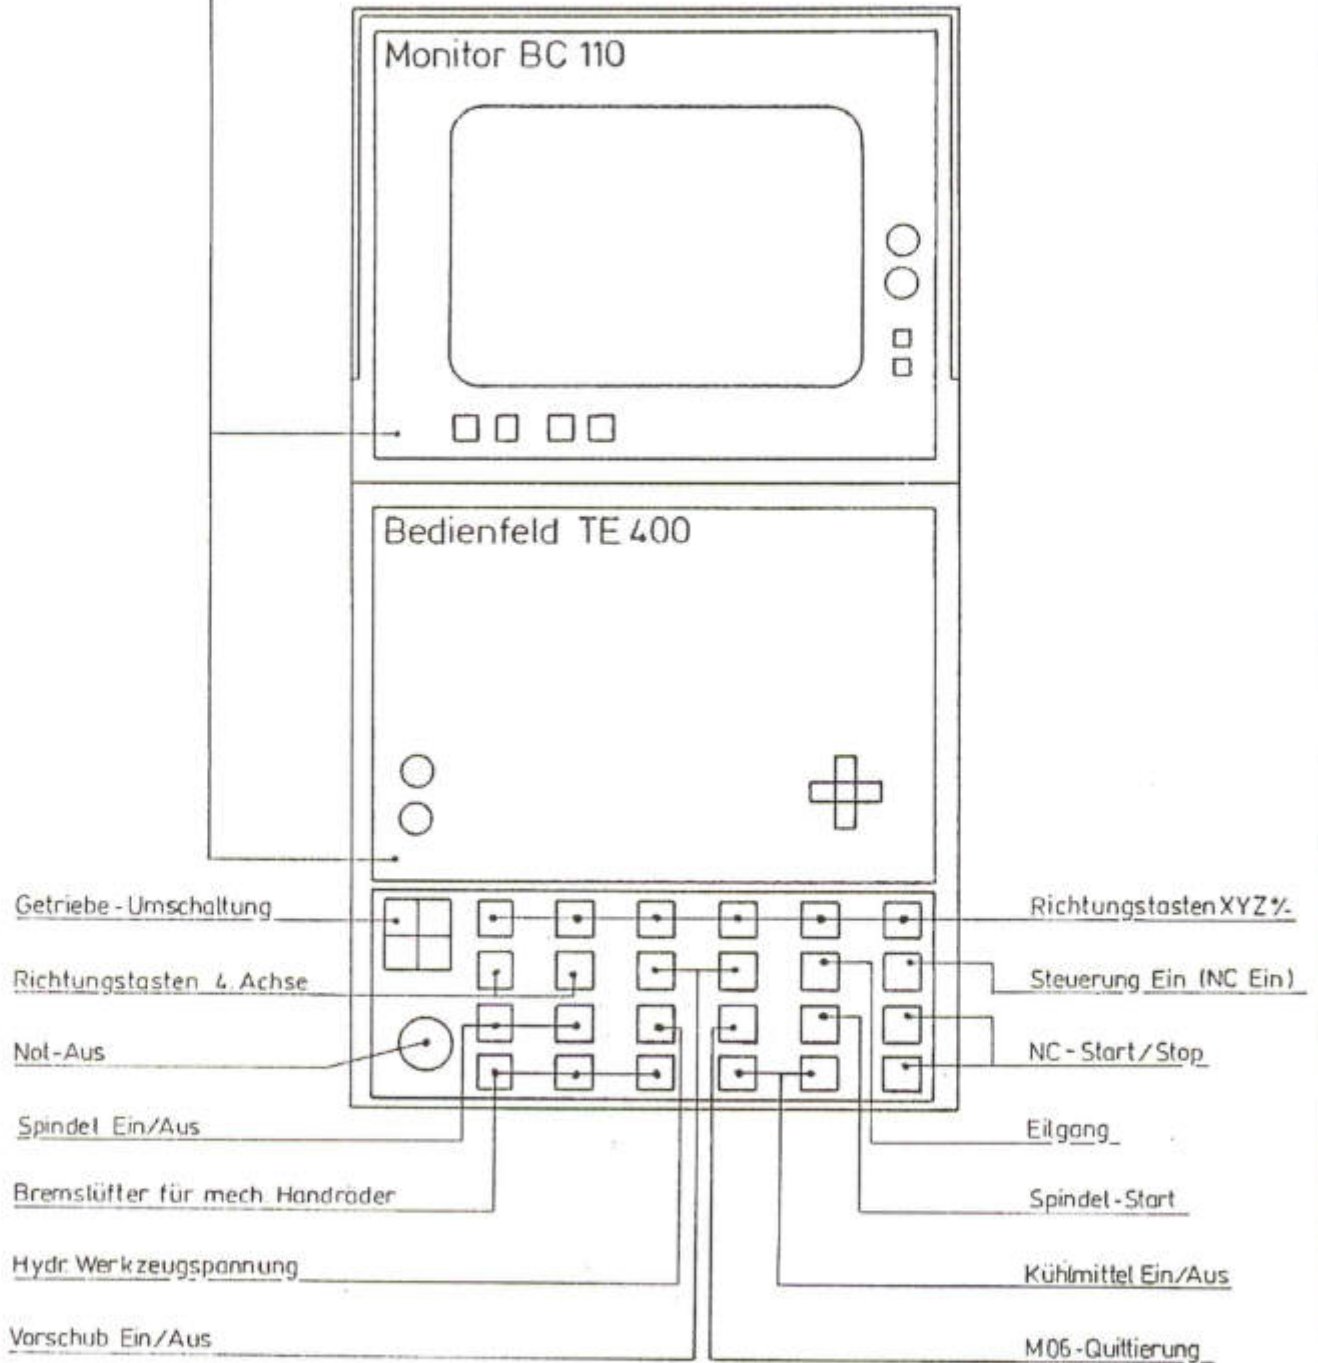 Monitor BC 110
Bedienfeld TE 400
Getriebe-Umschaltung
Richtungstasten 4. Achse
Not-Aus
Spindel Ein/Aus
Bremslüfter für mech. Handräder
Hydr. Werkzeugspannung
Vorschub Ein/Aus
Richtungstasten XYZ +/-
Steuerung Ein (NC Ein)
NC-Start/Stop
Eilgang
Spindel-Start
Kühlmittel Ein/Aus
M06-Quittierung